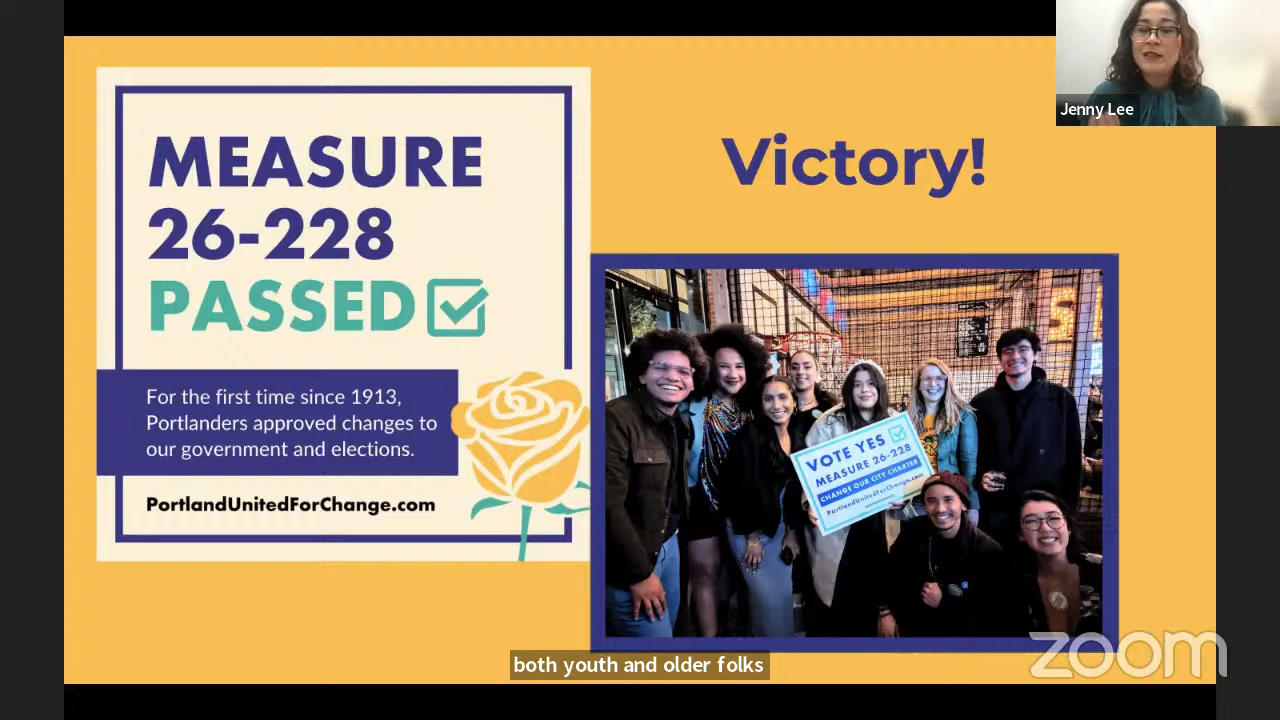 Jenny Lee
MEASURE
26-228
PASSED
For the first time since 1913,
Portlanders approved changes to
our government and elections.
PortlandUnitedForChange.com
Victory!
VOTE YES
MEASURE 26-228
CHANGE OUR CITY CHARTER
PortlandUnitedForChange.com
both youth and older folks
zoom